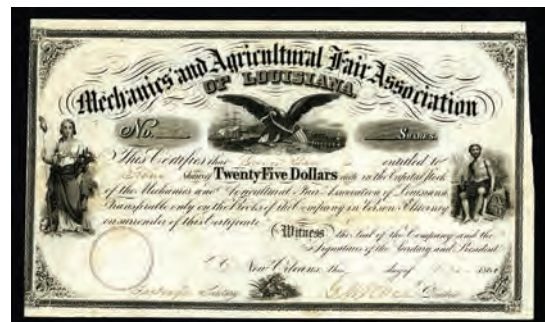 Mechanics and Agricultural Fair Association
OF LOUISIANA
No.
Shares.
This Certifies that entitled to
Shares Twenty Five Dollars each in the Capital Stock
of the Mechanics and Agricultural Fair Association of Louisiana
Transferable only on the Books of the Company in Person or Attorney
on surrender of this Certificate
Witness the Seal of the Company and the
Signatures of the Secretary and President
New Orleans this day of
Secretary President